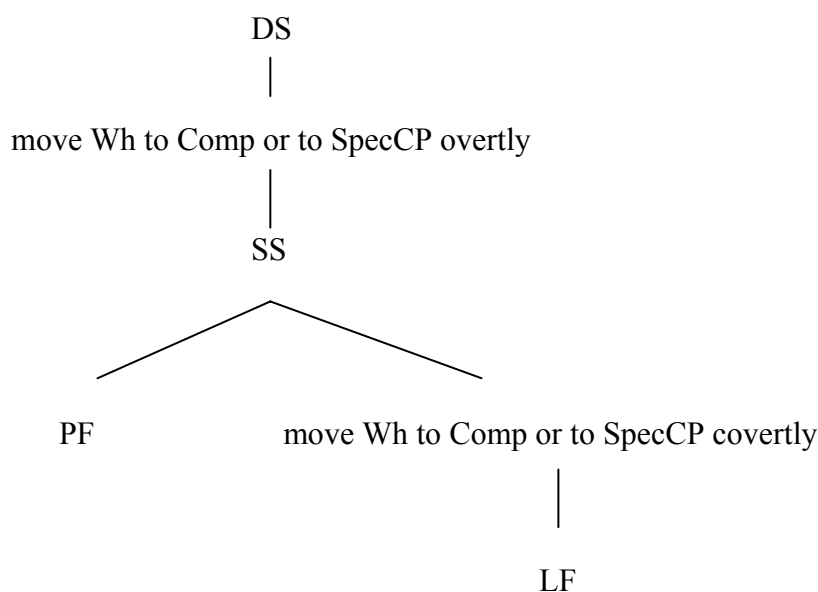 DS
move Wh to Comp or to SpecCP overtly
SS
PF move Wh to Comp or to SpecCP covertly
LF